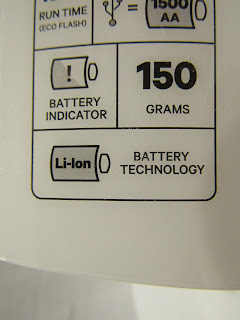 RUN TIME
(ECO FLASH)
=
1500
AA
!
BATTERY
INDICATOR
150
GRAMS
Li-Ion
BATTERY
TECHNOLOGY